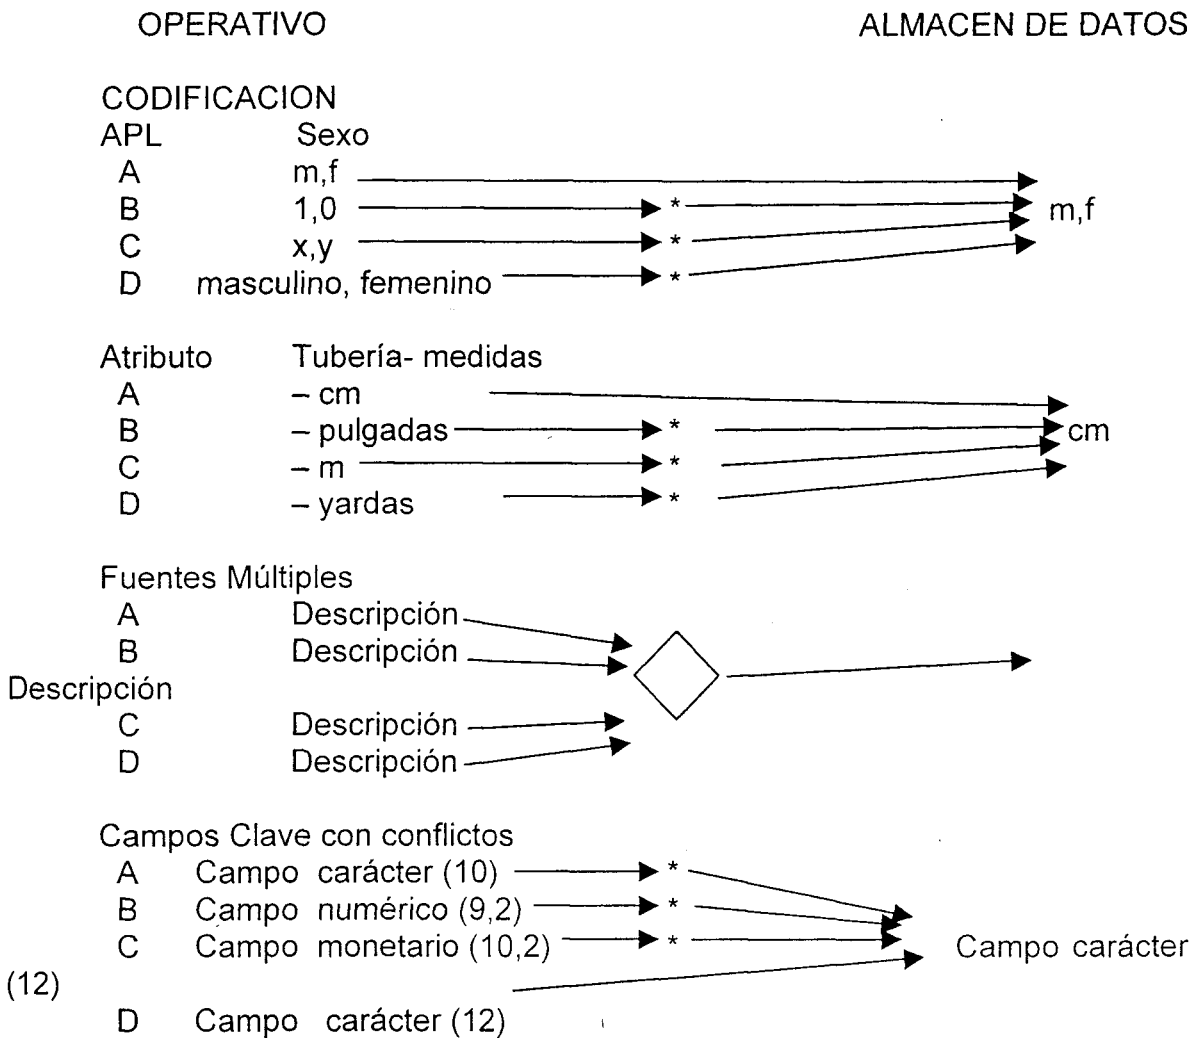 OPERATIVO ALMACEN DE DATOS
CODIFICACION
APL Sexo
A m,f
B 1,0 * m,f
C x,y *
D masculino, femenino *
Atributo Tubería- medidas
A – cm
B – pulgadas * cm
C – m *
D – yardas *
Fuentes Múltiples
A Descripción
B Descripción
Descripción
C Descripción
D Descripción
Campos Clave con conflictos
A Campo carácter (10) *
B Campo numérico (9,2) *
C Campo monetario (10,2) * Campo carácter
(12)
D Campo carácter (12)